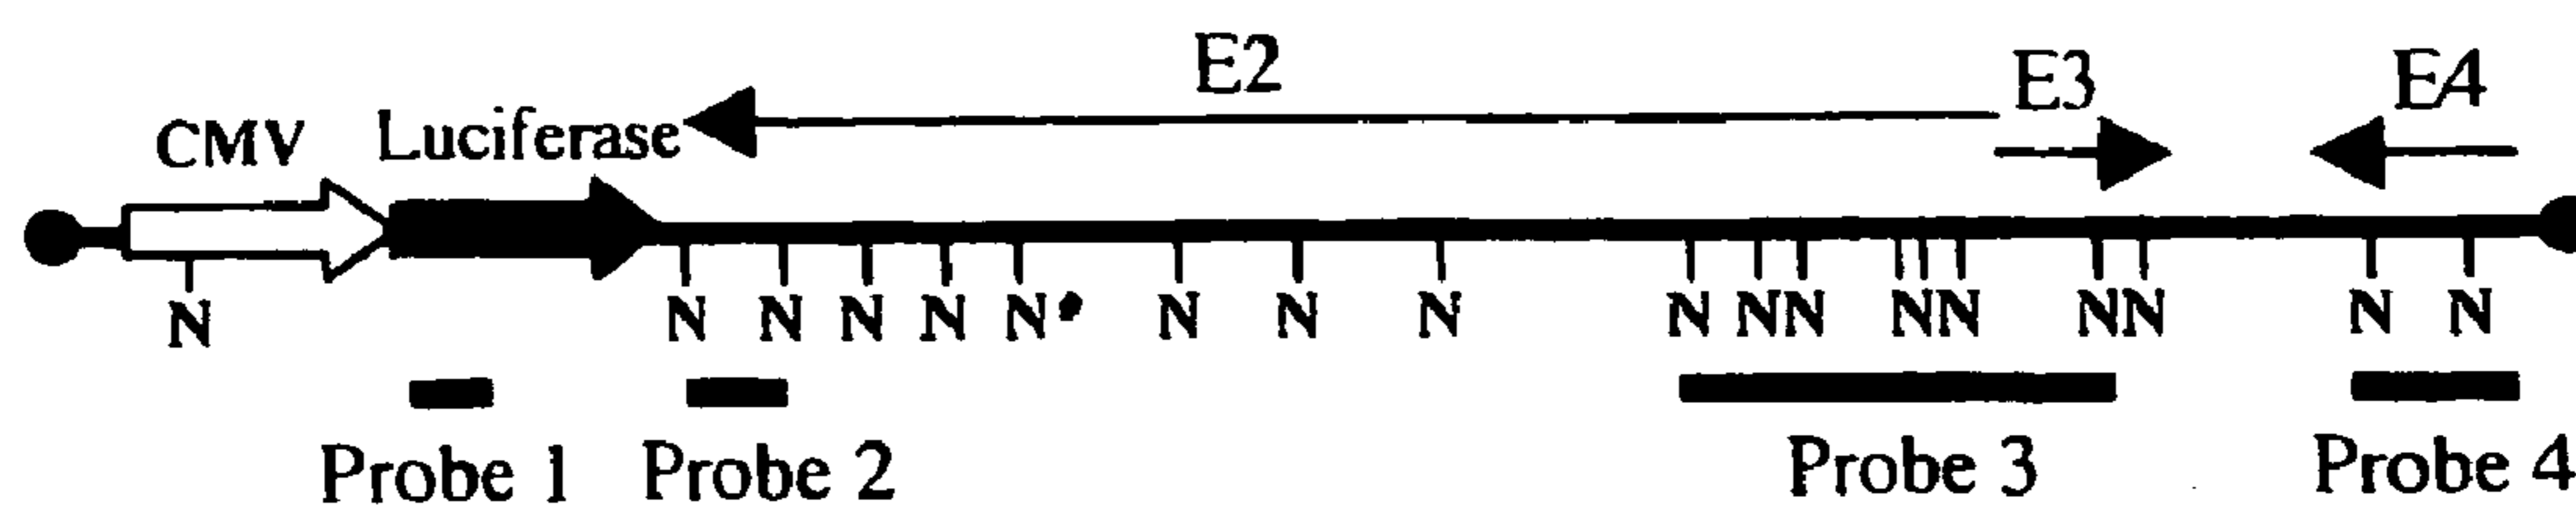 E2
E3 E4
CMV Luciferase
N N N N N N N N N N NN NN NN N N
Probe 1 Probe 2 Probe 3 Probe 4